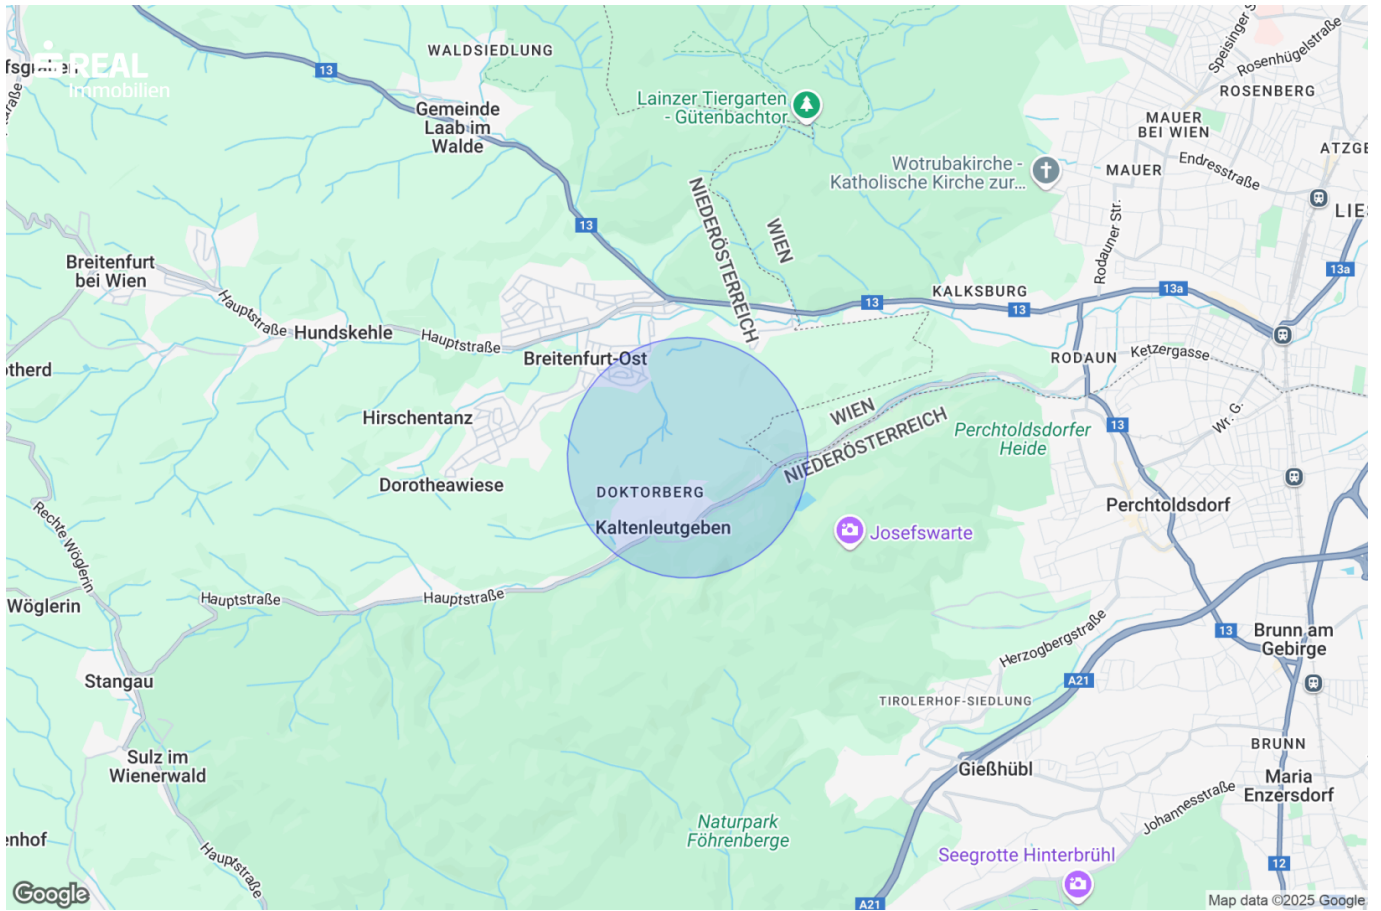 WALDSIEDLUNG
REAL
Immobilien
13
Gemeinde
Laab im
Walde
Lainzer Tiergarten
- Gütenbachtor
Speisinger S
Rosenhügelstraße
ROSENBERG
MAUER
BEI WIEN
ATZGE
Wotrubakirche -
Katholische Kirche zur...
MAUER
Endresstraße
LIES
NIEDERÖSTERREICH
WIEN
13
Rodauner Str.
Breitenfurt
bei Wien
13a
KALKSBURG
13a
13
13
Hauptstraße
Hundskehle
Hauptstraße
Breitenfurt-Ost
RODAUN
Ketzergasse
otherd
Hirschentanz
WIEN
NIEDERÖSTERREICH
Perchtoldsdorfer
Heide
13
Wr. G.
Dorotheawiese
DOKTORBERG
Kaltenleutgeben
Josefswarte
Perchtoldsdorf
Rechte Wöglerin
Wöglerin
Hauptstraße
Hauptstraße
Herzogbergstraße
13
Brunn am
Gebirge
Stangau
A21
TIROLERHOF-SIEDLUNG
Sulz im
Wienerwald
BRUNN
Gießhübl
Maria
Enzersdorf
Johannesstraße
Naturpark
Föhrenberge
enhof
Hauptstraße
Seegrotte Hinterbrühl
12
Google
A21
Map data ©2025 Google